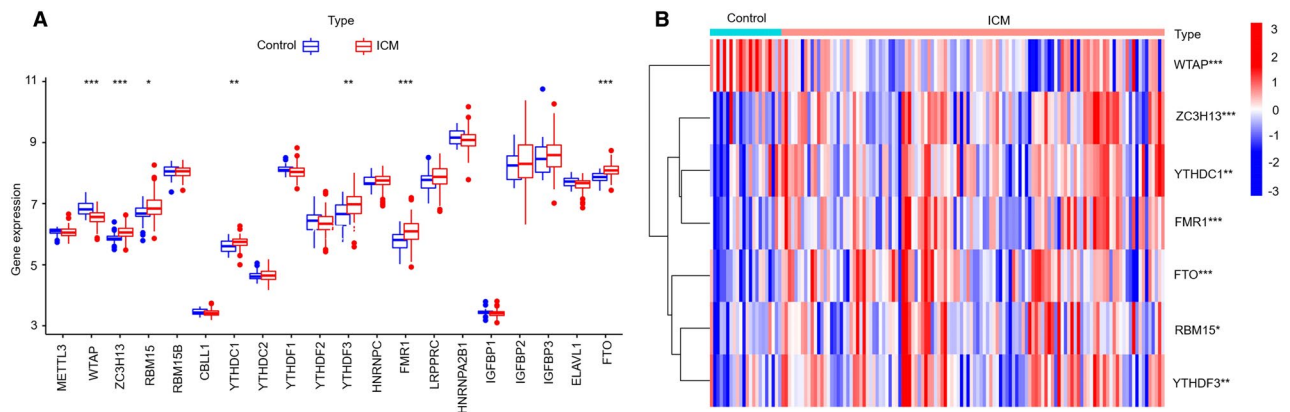 A
Type
Control
ICM
Gene expression
11
9
7
5
3
***
***
*
**
**
***
***
METTL3
WTAP
ZC3H13
RBM15
RBM15B
CBLL1
YTHDC1
YTHDC2
YTHDF1
YTHDF2
YTHDF3
HNRNPC
FMR1
LRPPRC
HNRNPA2B1
IGFBP1
IGFBP2
IGFBP3
ELAVL1
FTO
B
Control
ICM
Type
WTAP***
ZC3H13***
YTHDC1**
FMR1***
FTO***
RBM15*
YTHDF3**
3
2
1
0
-1
-2
-3